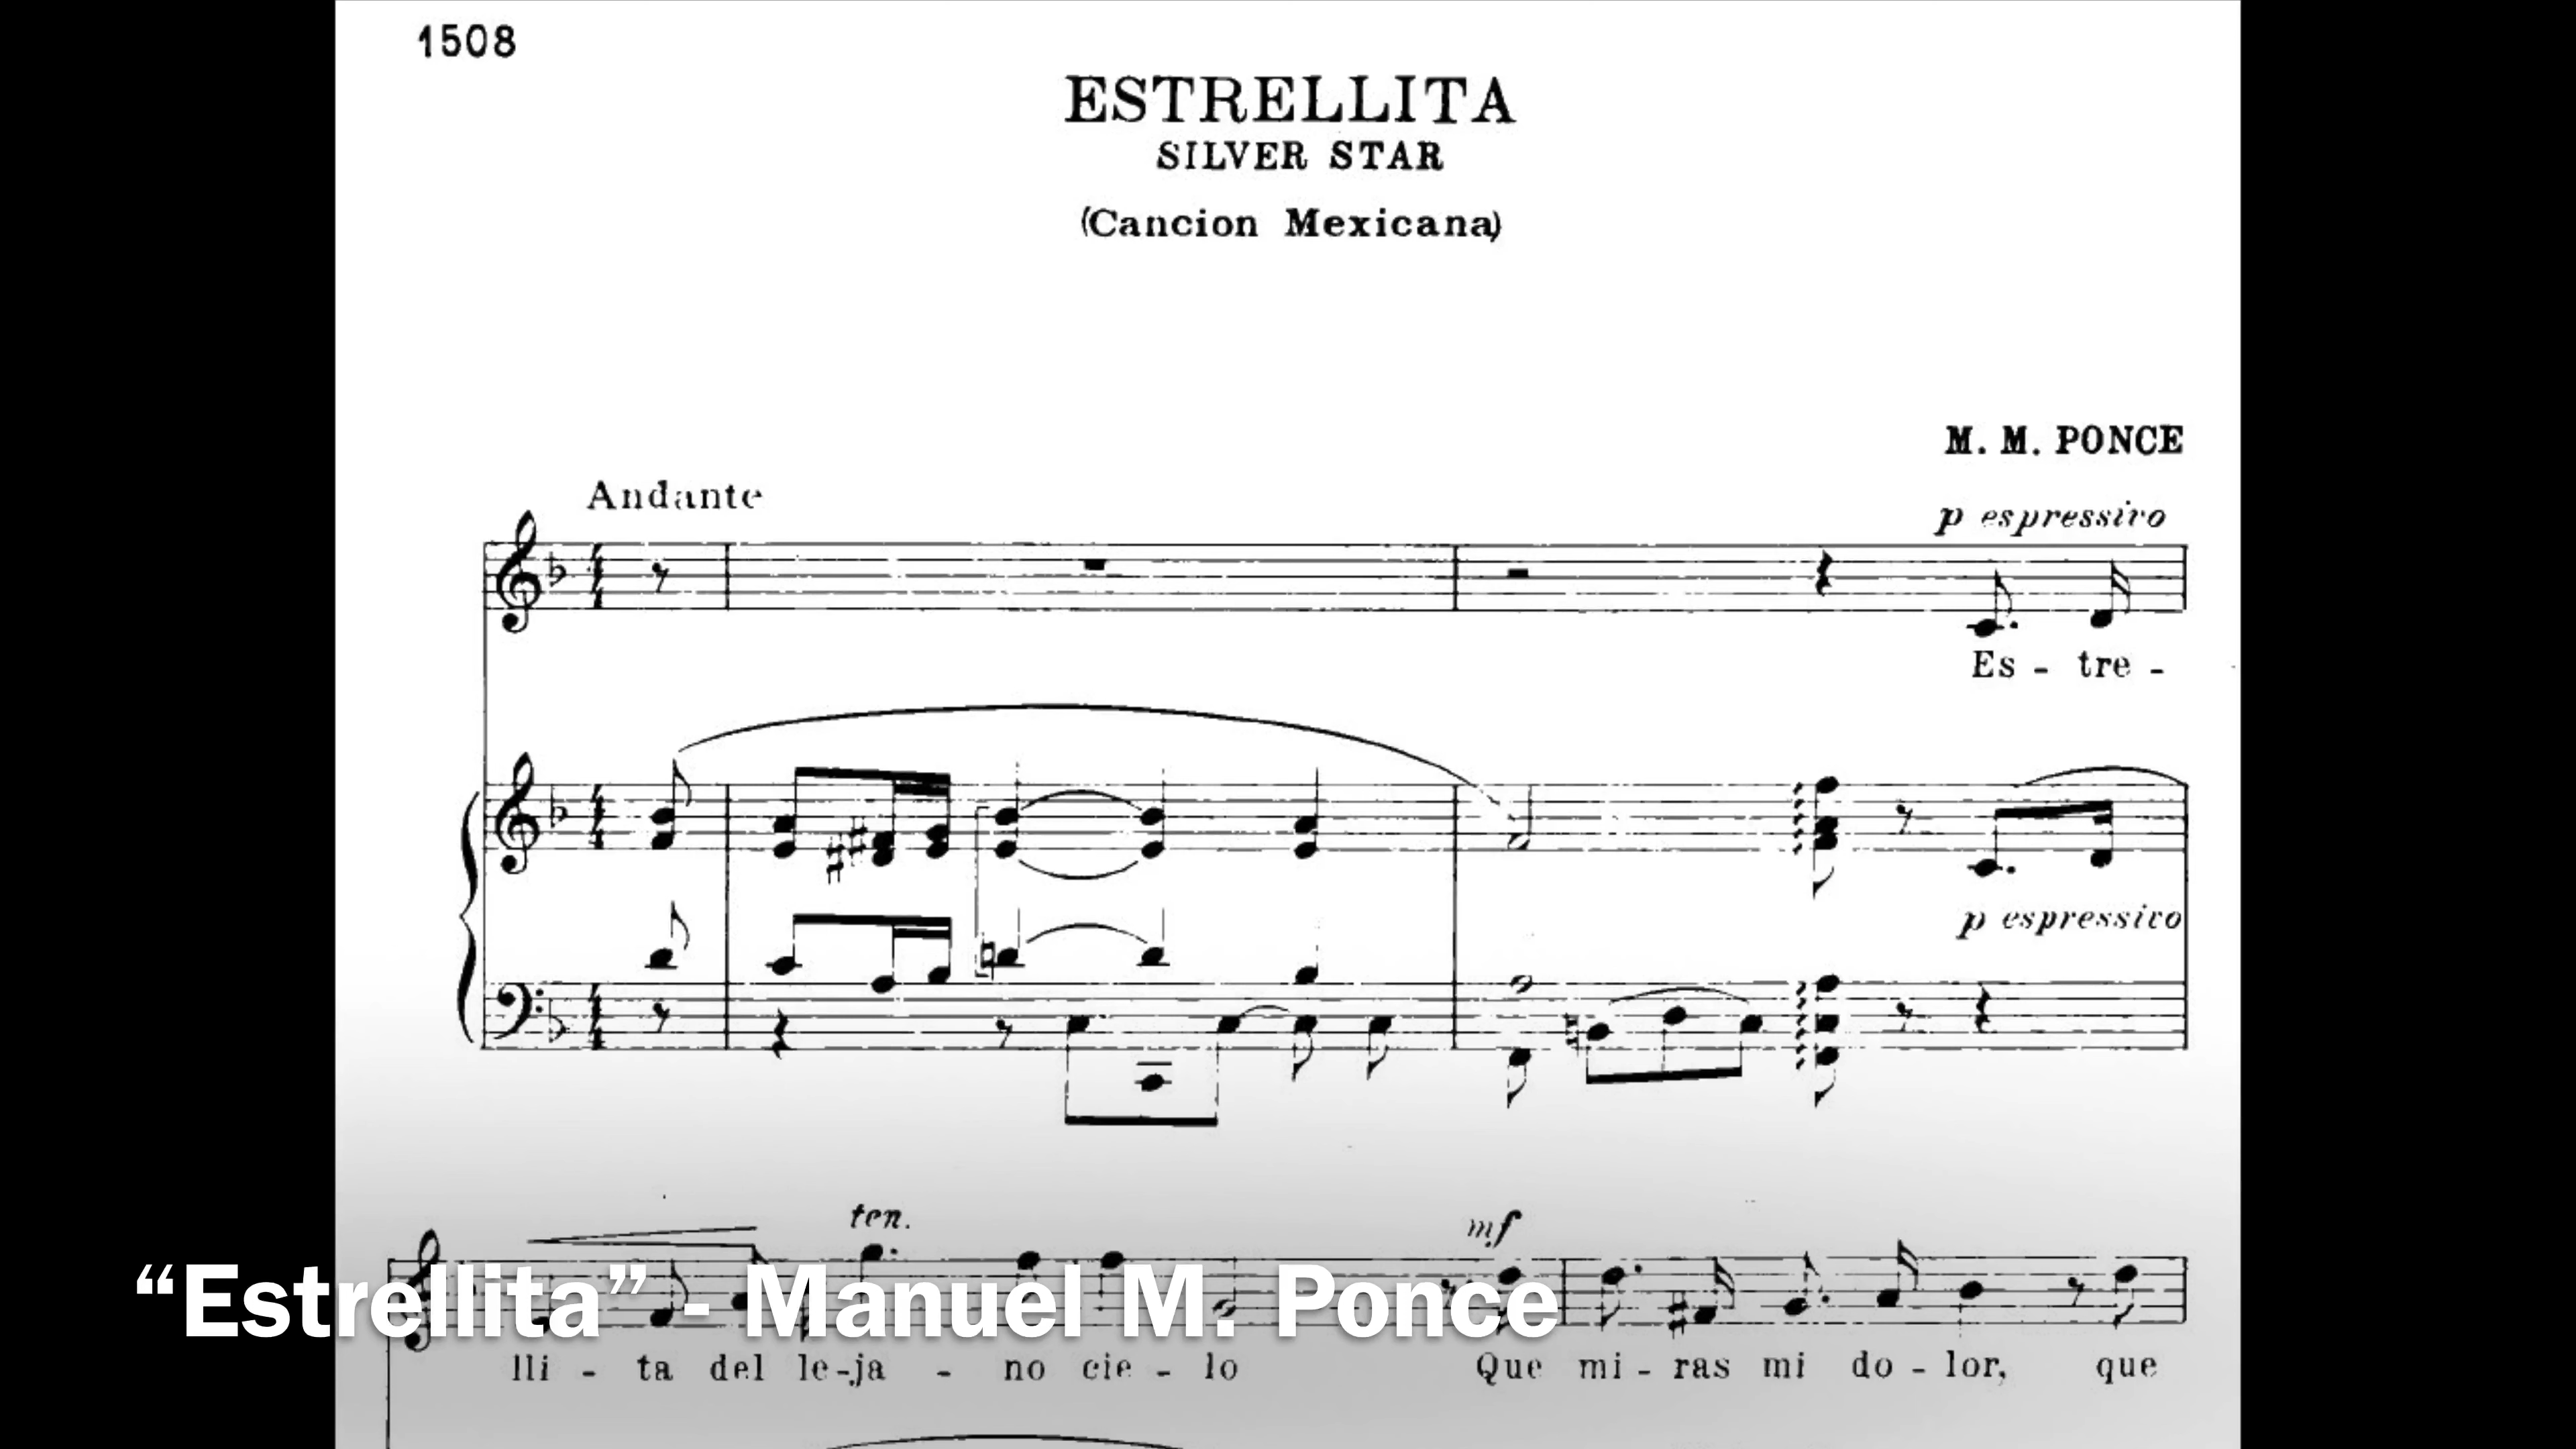 1508
ESTRELLITA
SILVER STAR
(Cancion Mexicana)
M. M. PONCE
Andante
p espressivo
Es - tre -
p espressivo
ten.
mf
“Estrellita” - Manuel M. Ponce
lli - ta del le-ja - no cie - lo Que mi - ras mi do - lor, que